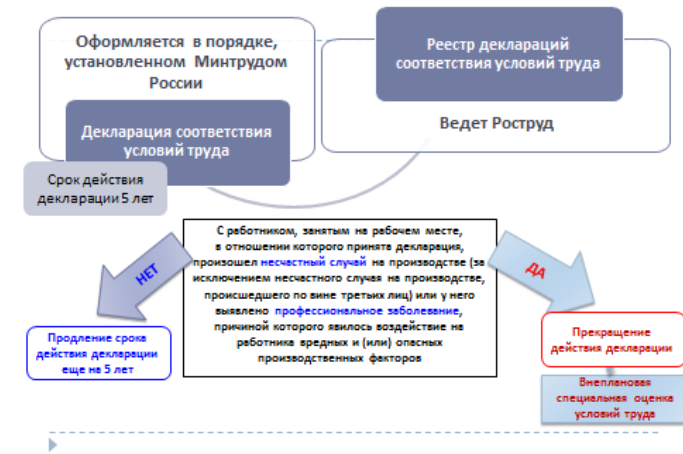 Оформляется в порядке,
установленном Минтрудом
России
Декларация соответствия
условий труда
Срок действия
декларации 5 лет
Реестр деклараций
соответствия условий труда
Ведет Роструд
С работником, занятым на рабочем месте,
в отношении которого принята декларация,
произошел несчастный случай на производстве (за
исключением несчастного случая на производстве,
происшедшего по вине третьих лиц) или у него
выявлено профессиональное заболевание,
причиной которого явилось воздействие на
работника вредных и (или) опасных
производственных факторов
НЕТ
ДА
Продление срока
действия декларации
еще на 5 лет
Прекращение
действия декларации
Внеплановая
специальная оценка
условий труда